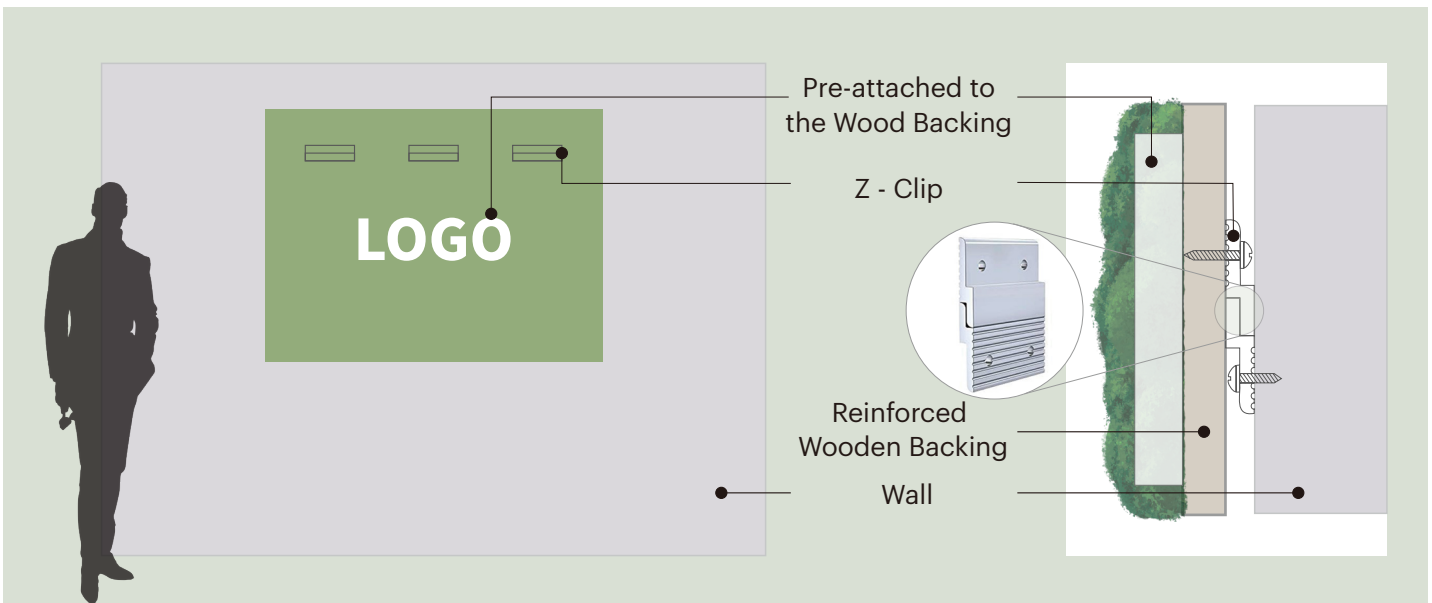 Pre-attached to
the Wood Backing
Z - Clip
LOGO
Reinforced
Wooden Backing
Wall